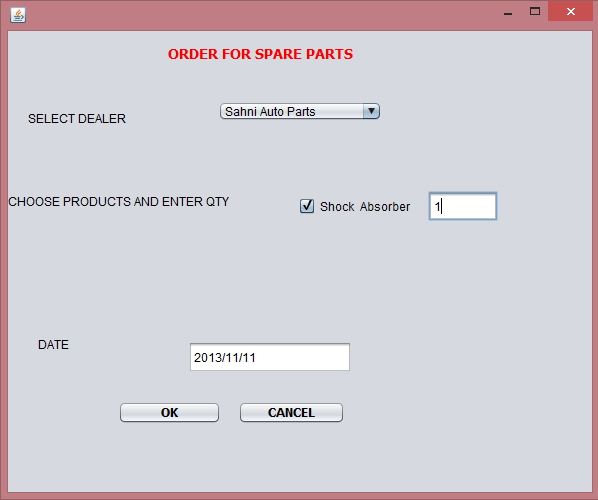 ORDER FOR SPARE PARTS
SELECT DEALER
Sahni Auto Parts
CHOOSE PRODUCTS AND ENTER QTY
Shock Absorber
1
DATE
2013/11/11
OK
CANCEL